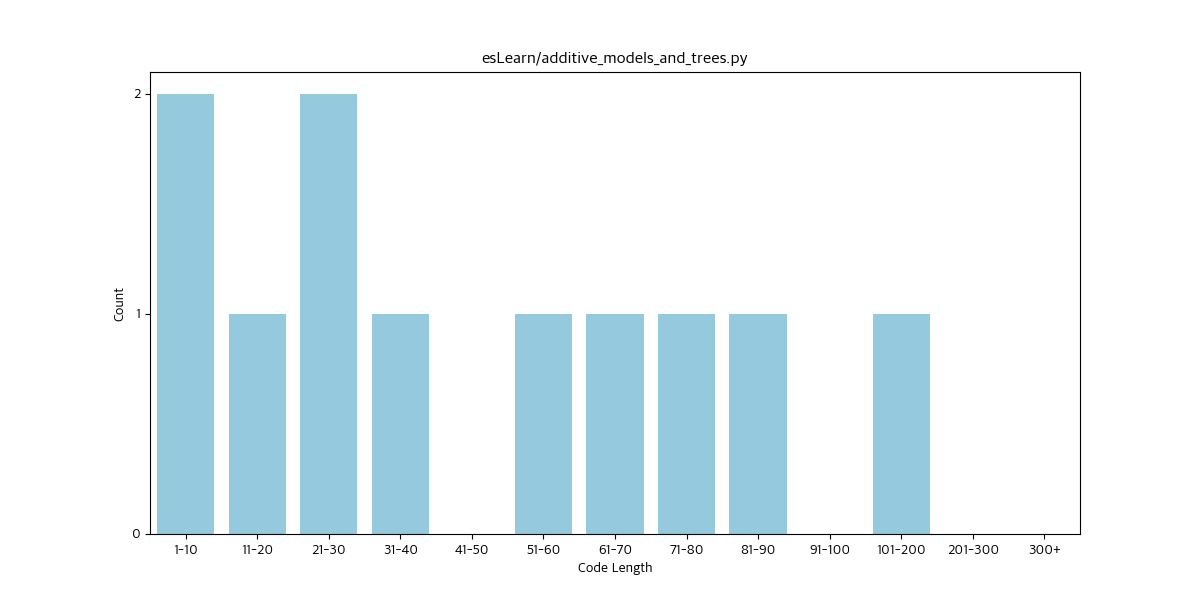 esLearn/additive_models_and_trees.py
2
1
0
Count
1-10 11-20 21-30 31-40 41-50 51-60 61-70 71-80 81-90 91-100 101-200 201-300 300+
Code Length